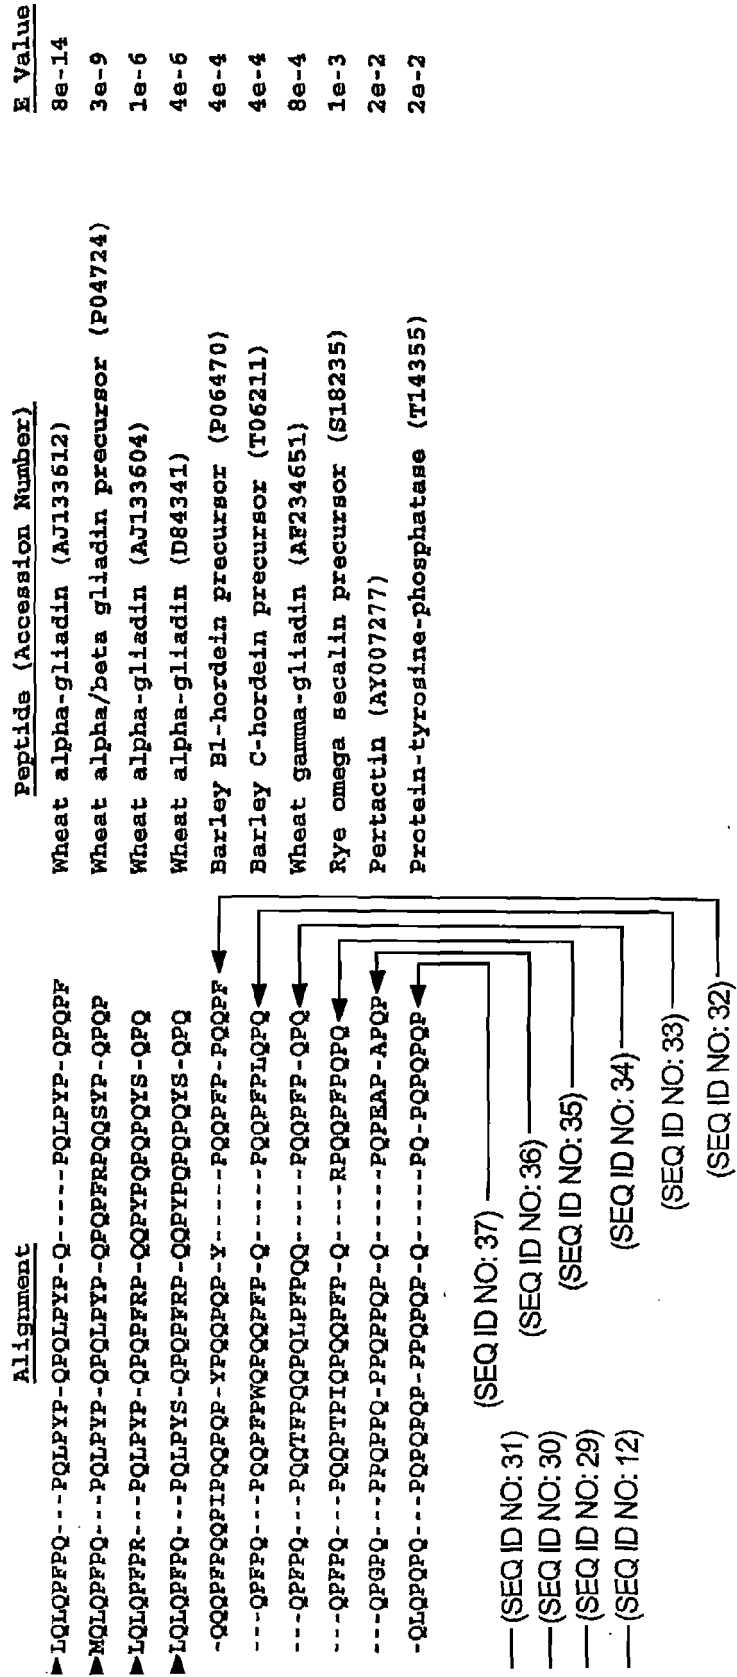 Alignment Peptide (Accession Number) E Value
LQLQPFPQ---PQLPYP-QPQLPYP-Q-----PQLPYP-QPQPF Wheat alpha-gliadin (AJ133612) 8e-14
MQLQPFPQ---PQLPYP-QPQLPYP-QPQPFRPQQSYP-QPQP Wheat alpha/beta gliadin precursor (P04724) 3e-9
LQLQPFPR---PQLPYP-QPQPFRP-QQPYPQPQPQYS-QPQ Wheat alpha-gliadin (AJ133604) 1e-6
LQLQPFPQ---PQLPYS-QPQPFRP-QQPYPQPQPQYS-QPQ Wheat alpha-gliadin (D84341) 4e-6
-QQQPFPQQPIPQQPQP-YPQQPQP-Y-----PQQPFP-PQQPF Barley B1-hordein precursor (P06470) 4e-4
---QPFPQ---PQQPFPWQPQQPFP-Q-----PQQPFPLQPQ Barley C-hordein precursor (T06211) 4e-4
---QPFPQ---PQQTFPQQPQLPFPQQ-----PQQPFP-QPQ Wheat gamma-gliadin (AF234651) 8e-4
---QPFPQ---PQQPTPIQPQQPFP-Q----RPQQPFPQPQ Rye omega secalin precursor (S18235) 1e-3
---QPGPQ---PPQPPQ-PPQPPQP-Q-----PQPEAP-APQP Pertactin (AY007277) 2e-2
-QLQPQPQ---PQPQPQP-PPQPQP-Q-----PQ-PQPQPQP Protein-tyrosine-phosphatase (T14355) 2e-2
(SEQ ID NO: 37)
(SEQ ID NO: 31)
(SEQ ID NO: 36)
(SEQ ID NO: 30)
(SEQ ID NO: 35)
(SEQ ID NO: 29)
(SEQ ID NO: 34)
(SEQ ID NO: 12)
(SEQ ID NO: 33)
(SEQ ID NO: 32)